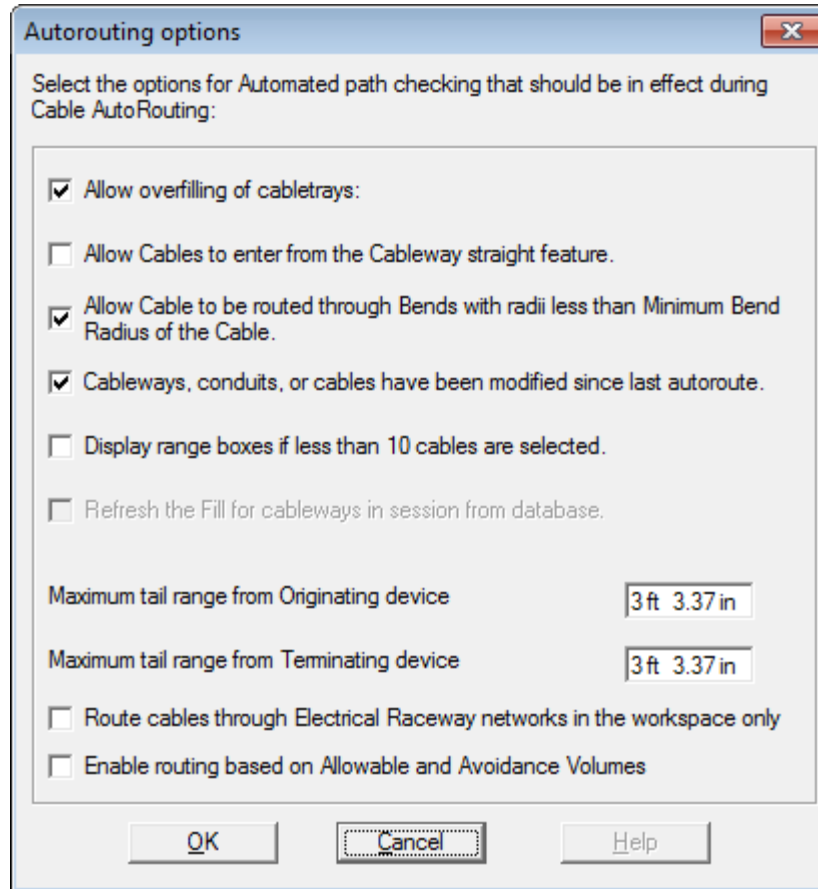 Autorouting options
Select the options for Automated path checking that should be in effect during
Cable AutoRouting:
Allow overfilling of cabletrays:
Allow Cables to enter from the Cableway straight feature.
Allow Cable to be routed through Bends with radii less than Minimum Bend
Radius of the Cable.
Cableways, conduits, or cables have been modified since last autoroute.
Display range boxes if less than 10 cables are selected.
Refresh the Fill for cableways in session from database.
Maximum tail range from Originating device 3 ft 3.37 in
Maximum tail range from Terminating device 3 ft 3.37 in
Route cables through Electrical Raceway networks in the workspace only
Enable routing based on Allowable and Avoidance Volumes
OK Cancel Help